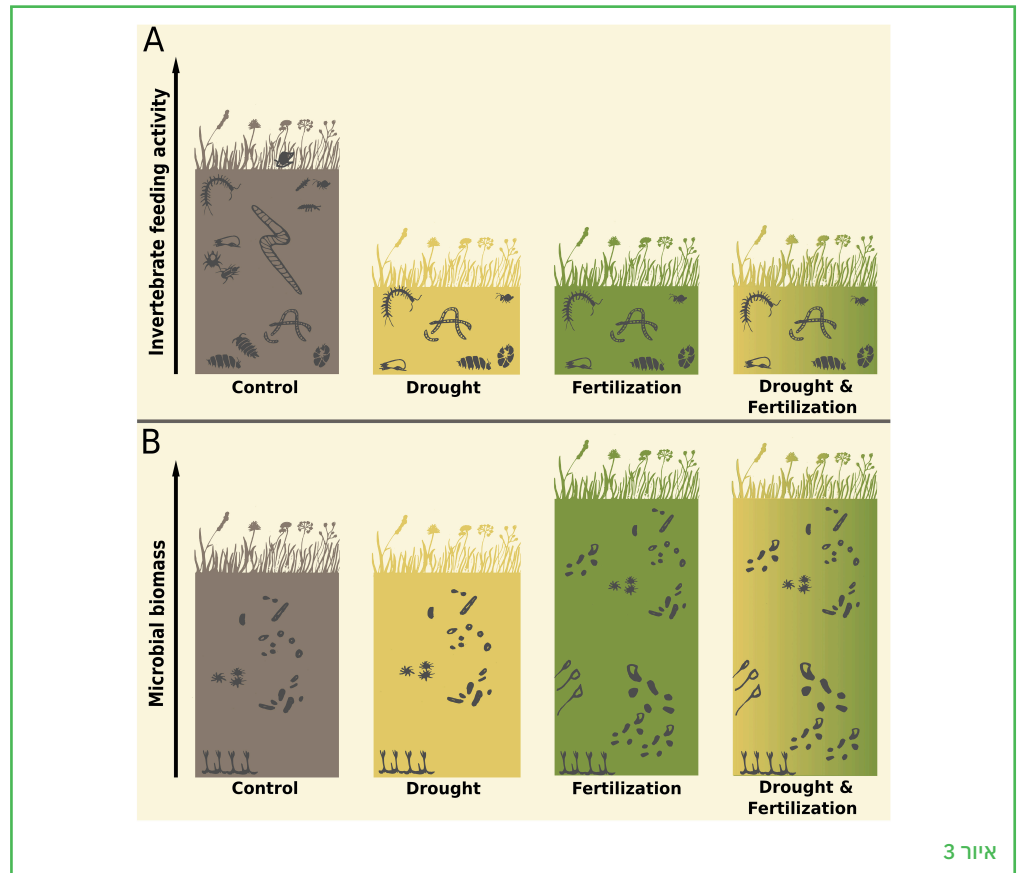 A
Invertebrate feeding activity
Control
Drought
Fertilization
Drought &
Fertilization
B
Microbial biomass
Control
Drought
Fertilization
Drought &
Fertilization
איור 3